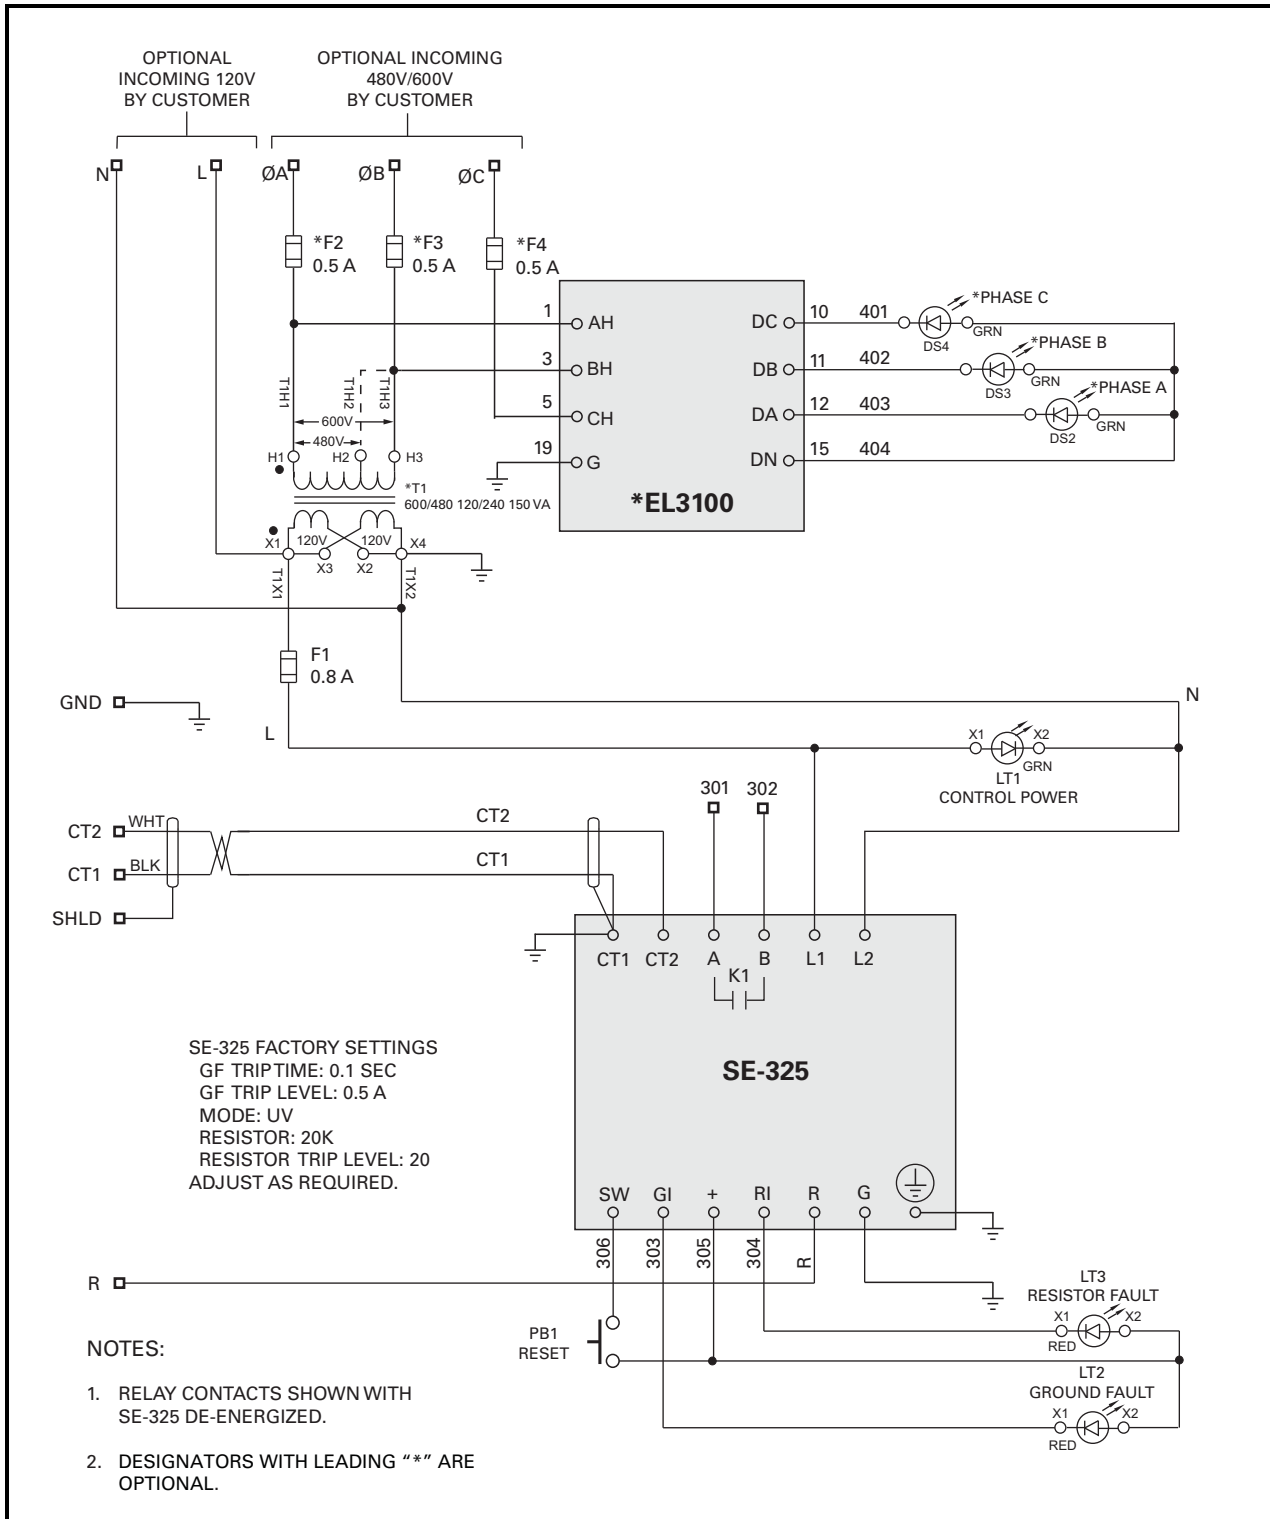 OPTIONAL
INCOMING 120V
BY CUSTOMER
OPTIONAL INCOMING
480V/600V
BY CUSTOMER
N
L
ØA
ØB
ØC
*F2
0.5 A
*F3
0.5 A
*F4
0.5 A
1
AH
3
BH
5
CH
19
G
*EL3100
DC
10
401
DB
11
402
DA
12
403
DN
15
404
*PHASE C
GRN
DS4
*PHASE B
GRN
DS3
*PHASE A
GRN
DS2
T1H1
T1H2
T1H3
600V
480V
H1
H2
H3
*T1
600/480 120/240 150 VA
X1
120V
120V
X4
X3
X2
T1X1
T1X2
F1
0.8 A
GND
L
N
X1
X2
GRN
LT1
CONTROL POWER
301
302
CT2
WHT
CT2
CT1
BLK
CT1
SHLD
CT1
CT2
A
B
L1
L2
K1
SE-325
SE-325 FACTORY SETTINGS
GF TRIP TIME: 0.1 SEC
GF TRIP LEVEL: 0.5 A
MODE: UV
RESISTOR: 20K
RESISTOR TRIP LEVEL: 20
ADJUST AS REQUIRED.
SW
GI
+
RI
R
G
306
303
305
304
R
R
PB1
RESET
LT3
RESISTOR FAULT
X1
X2
RED
LT2
GROUND FAULT
X1
X2
RED
NOTES:
1. RELAY CONTACTS SHOWN WITH
SE-325 DE-ENERGIZED.
2. DESIGNATORS WITH LEADING “*” ARE
OPTIONAL.